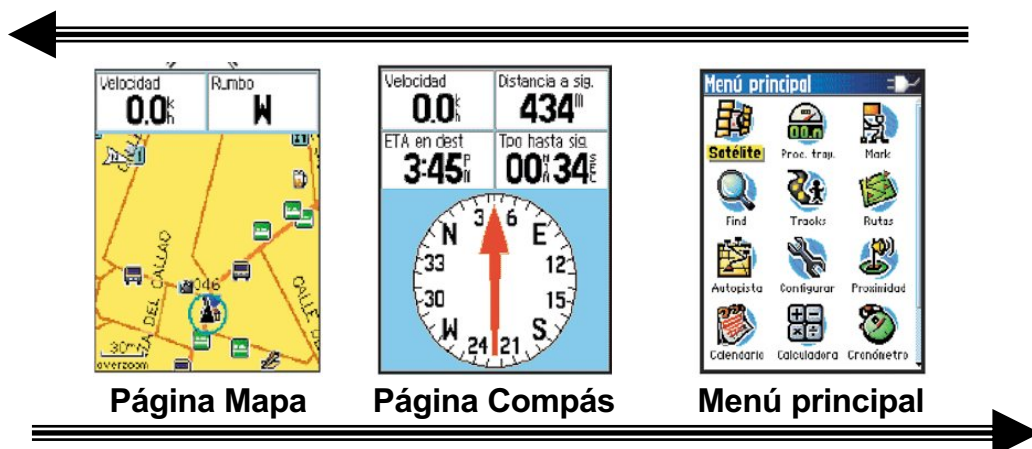 Velocidad
0.0 k h
Rumbo
W
046
CALLAO
DEL
CALLE
30m
overzoom
Página Mapa
Velocidad
0.0 k h
Distancia a sig.
434 m
ETA en dest
3:45 P M
Tpo hasta sig.
00 34
N 3 6 E
33 12
30 15
W 24 21 S
Página Compás
Menú principal
Satélite
Proc. tray.
Mark
Find
Tracks
Rutas
Autopista
Configurar
Proximidad
Calendario
Calculadora
Cronómetro
Menú principal